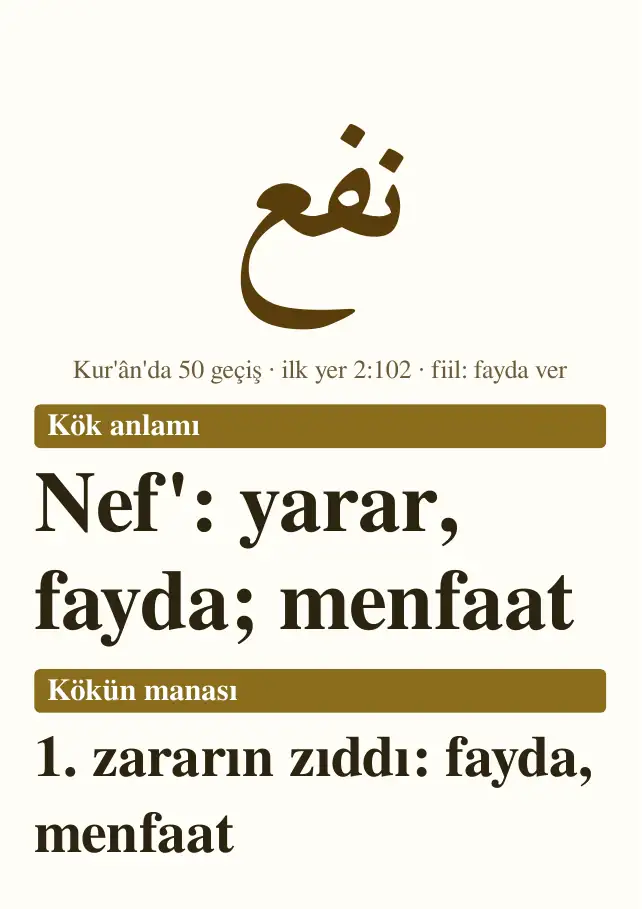 نفع
Kur'ân'da 50 geçiş · ilk yer 2:102 · fiil: fayda ver
Kök anlamı
Nef': yarar,
fayda; menfaat
Kökün manası
1. zararın zıddı: fayda,
menfaat